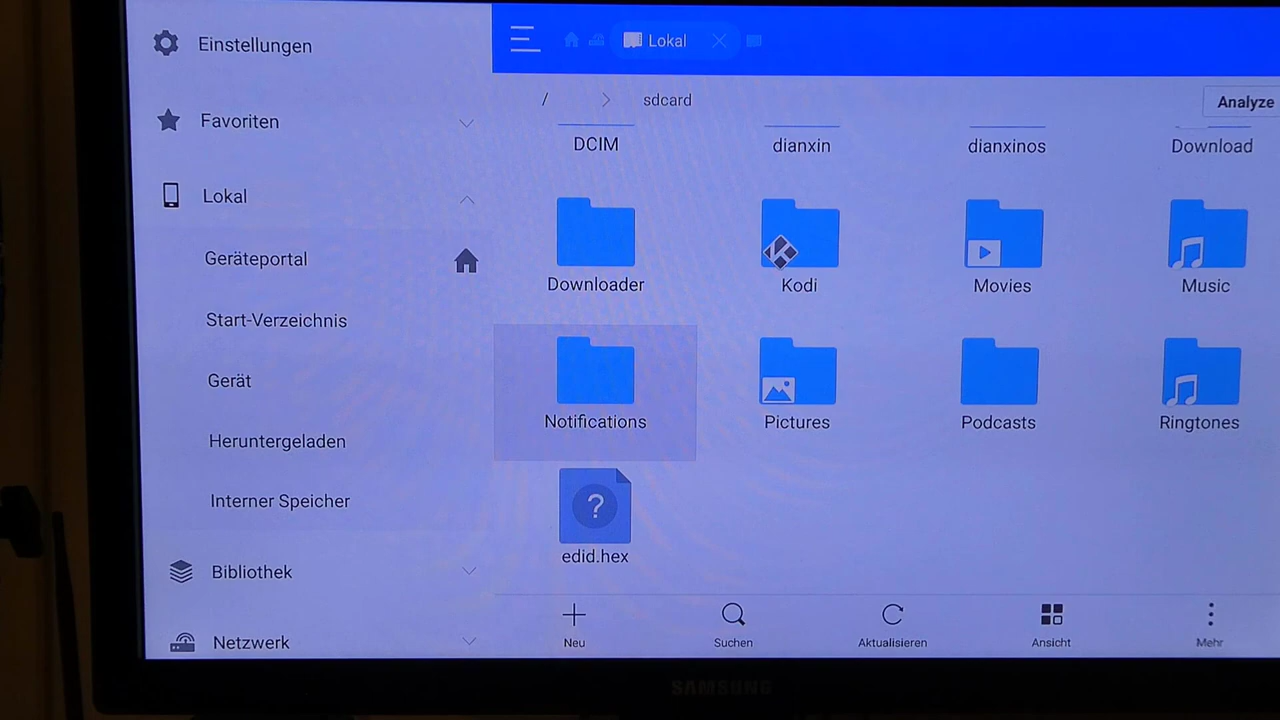 Einstellungen
Favoriten
Lokal
Geräteportal
Start-Verzeichnis
Gerät
Heruntergeladen
Interner Speicher
Bibliothek
Netzwerk
Lokal
/ > sdcard
Analyze
DCIM dianxin dianxinos Download
Downloader Kodi Movies Music
Notifications Pictures Podcasts Ringtones
?
edid.hex
Neu Suchen Aktualisieren Ansicht Mehr
SAMSUNG